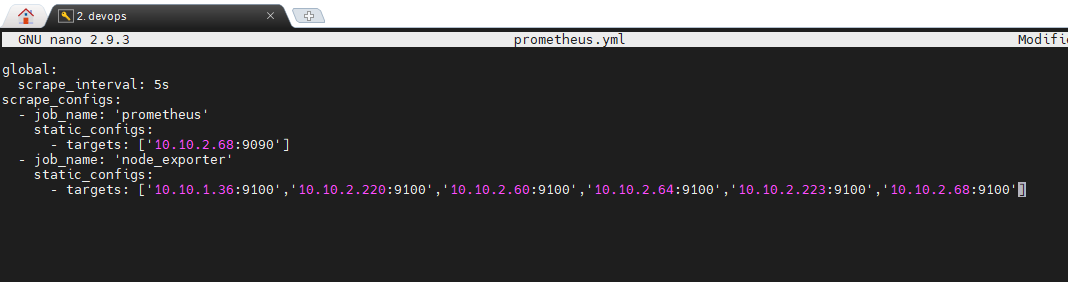 2. devops
GNU nano 2.9.3 prometheus.yml Modifi
global:
  scrape_interval: 5s
scrape_configs:
  - job_name: 'prometheus'
    static_configs:
      - targets: ['10.10.2.68:9090']
  - job_name: 'node_exporter'
    static_configs:
      - targets: ['10.10.1.36:9100','10.10.2.220:9100','10.10.2.60:9100','10.10.2.64:9100','10.10.2.223:9100','10.10.2.68:9100']